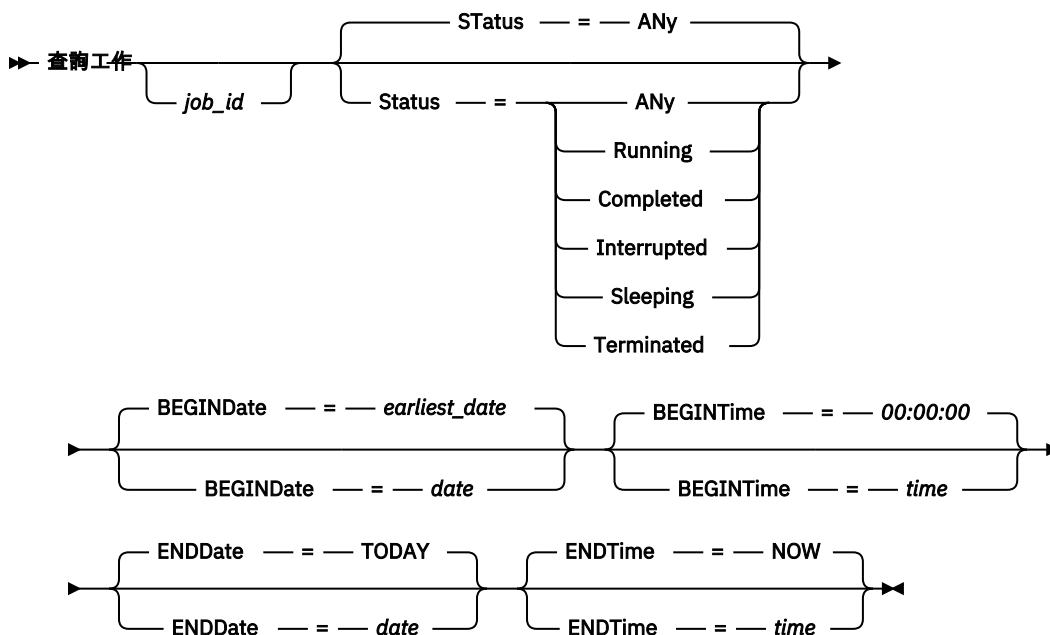 STatus = ANy
查詢工作
job_id
Status = ANy
Running
Completed
Interrupted
Sleeping
Terminated
BEGINDate = earliest_date BEGINTime = 00:00:00
BEGINDate = date BEGINTime = time
ENDDate = TODAY ENDTime = NOW
ENDDate = date ENDTime = time